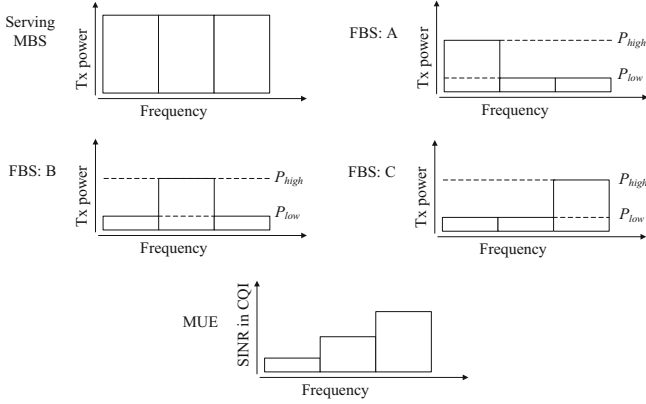 Serving
MBS
Tx power
Frequency
FBS: A
Tx power
P_high
P_low
Frequency
FBS: B
Tx power
P_high
P_low
Frequency
FBS: C
Tx power
P_high
P_low
Frequency
MUE
SINR in CQI
Frequency